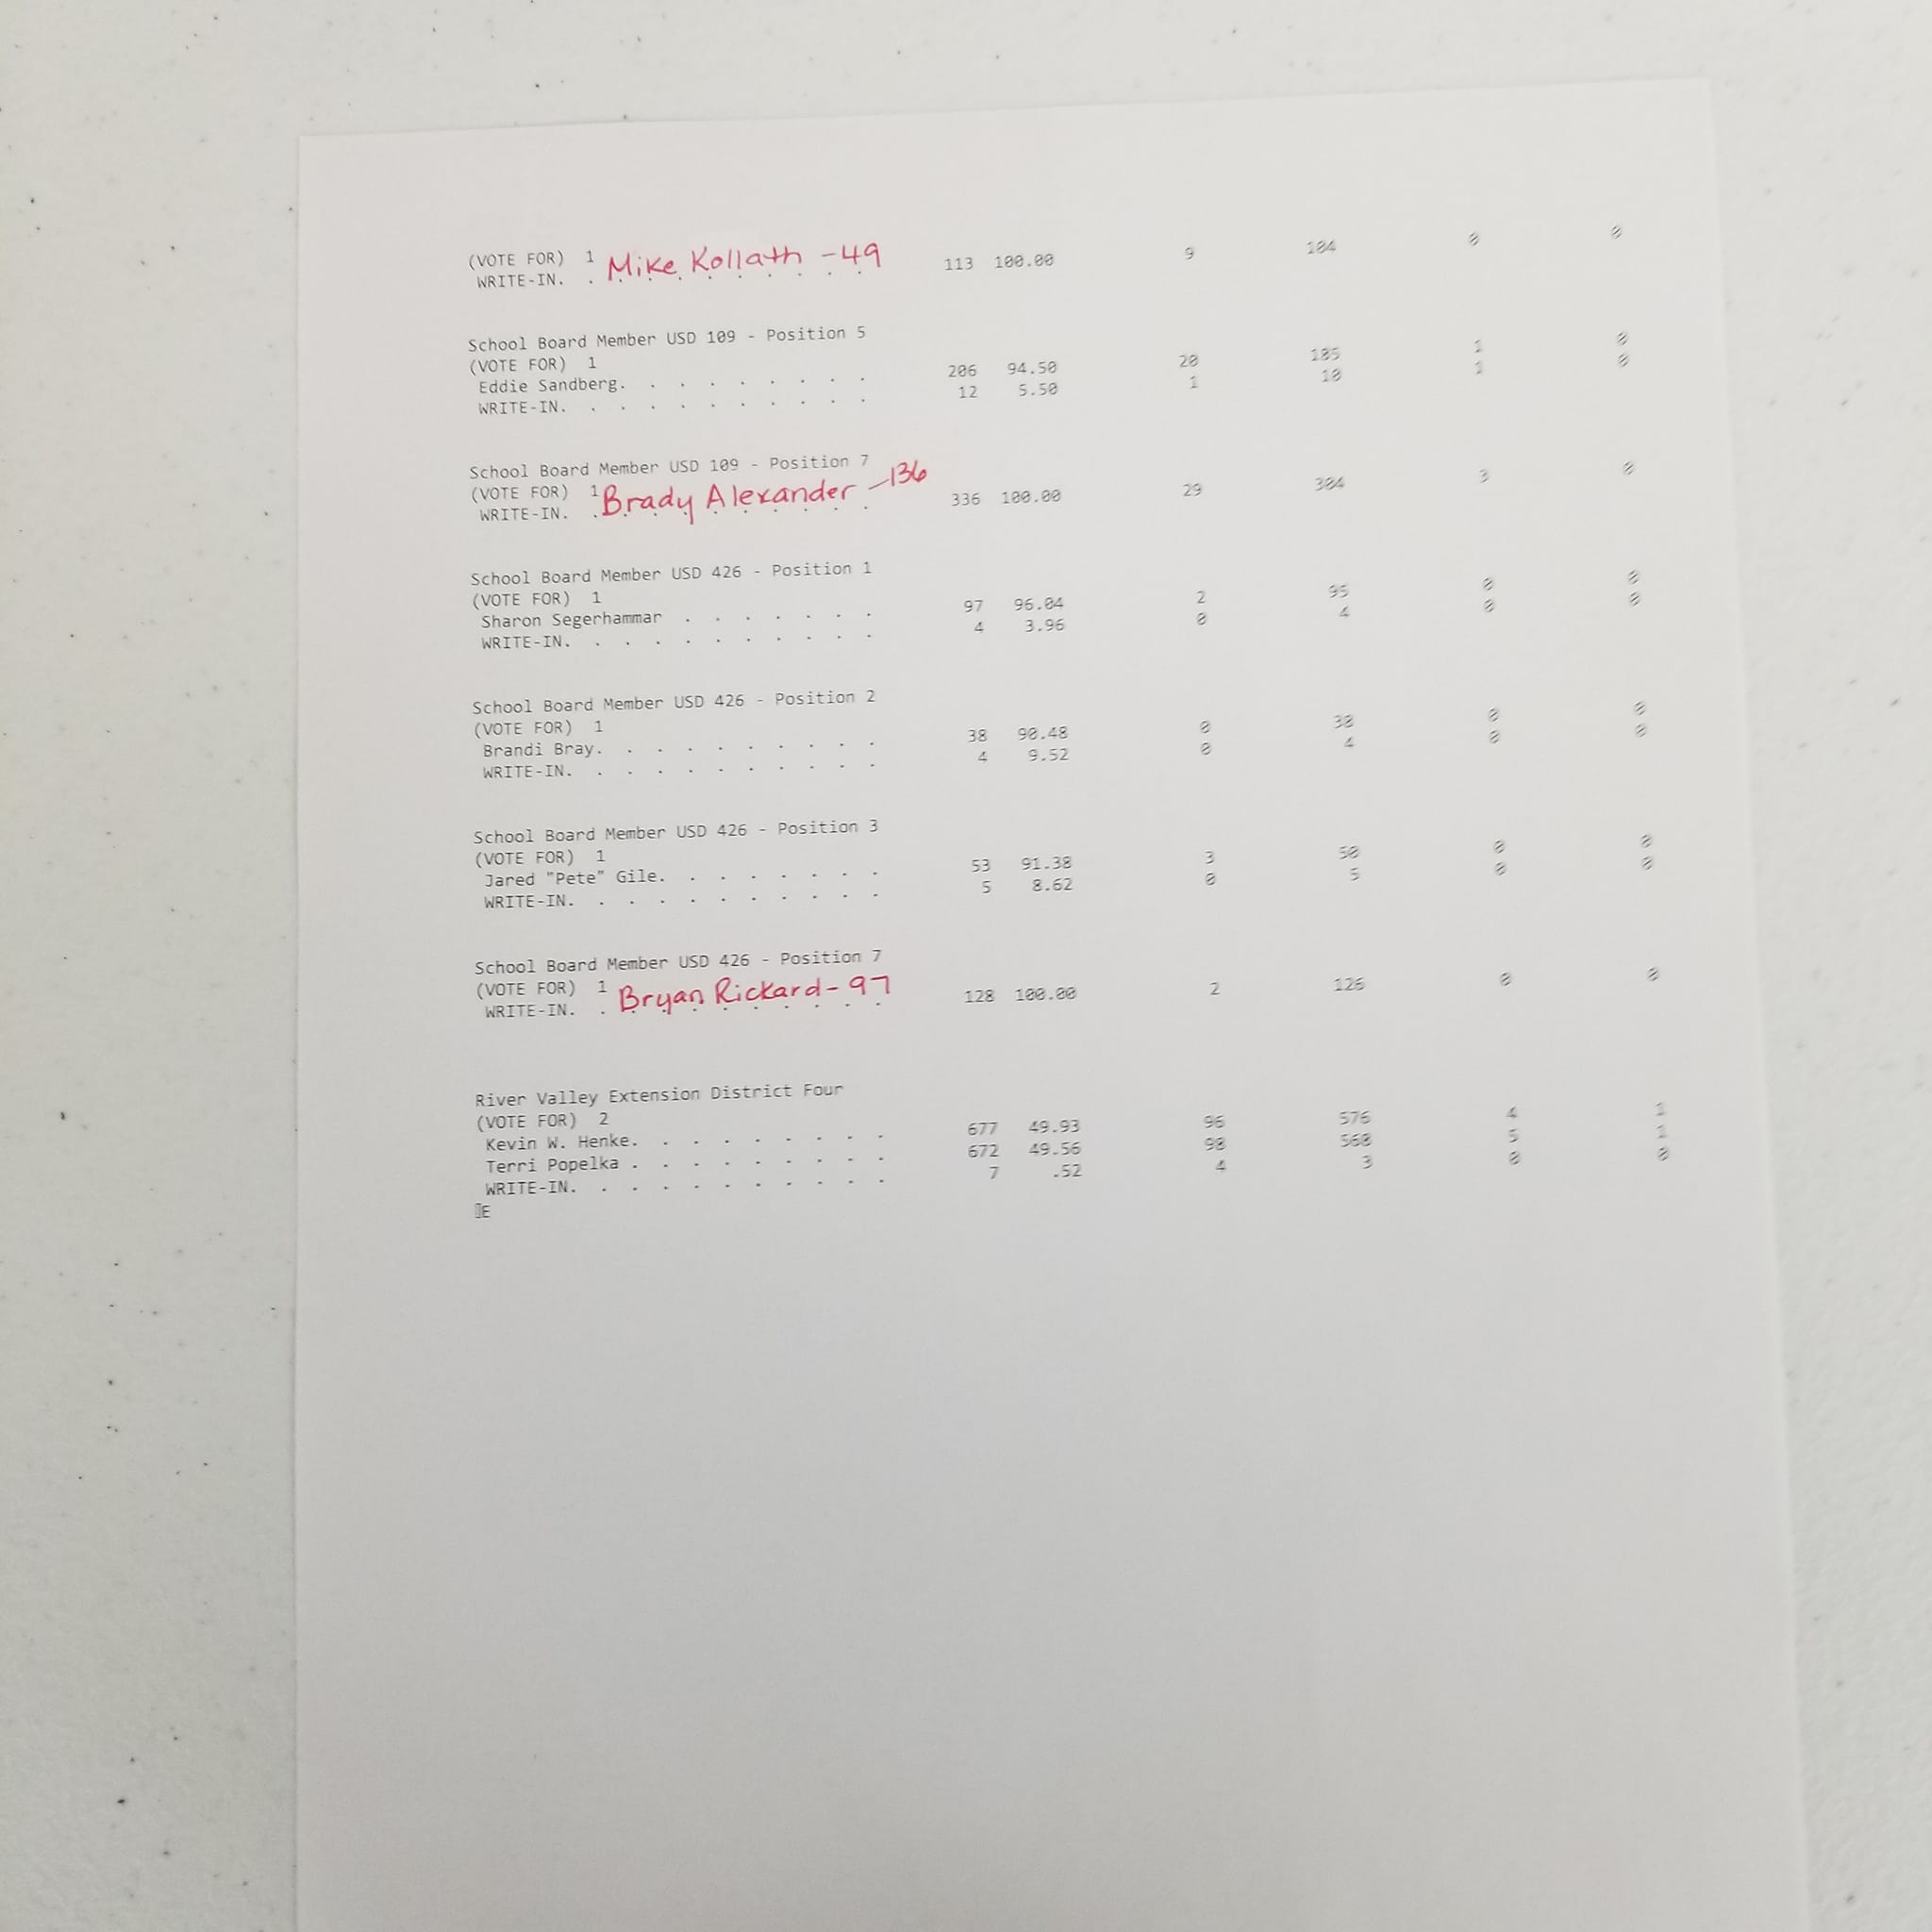 (VOTE FOR) 1 Mike Kollath - 49
WRITE-IN. . . . . . . . . . . 113 100.00 9 104 0 0
School Board Member USD 109 - Position 5
(VOTE FOR) 1
Eddie Sandberg. . . . . . . . . 206 94.50 20 185 1 0
WRITE-IN. . . . . . . . . . . 12 5.50 1 10 1 0
School Board Member USD 109 - Position 7
(VOTE FOR) 1 Brady Alexander - 136
WRITE-IN. . . . . . . . . . . 336 100.00 29 304 3 0
School Board Member USD 426 - Position 1
(VOTE FOR) 1
Sharon Segerhammar . . . . . . . 97 96.04 2 95 0 0
WRITE-IN. . . . . . . . . . . 4 3.96 0 4 0 0
School Board Member USD 426 - Position 2
(VOTE FOR) 1
Brandi Bray. . . . . . . . . . 38 90.48 0 38 0 0
WRITE-IN. . . . . . . . . . . 4 9.52 0 4 0 0
School Board Member USD 426 - Position 3
(VOTE FOR) 1
Jared "Pete" Gile. . . . . . . . 53 91.38 3 50 0 0
WRITE-IN. . . . . . . . . . . 5 8.62 0 5 0 0
School Board Member USD 426 - Position 7
(VOTE FOR) 1 Bryan Rickard - 97
WRITE-IN. . . . . . . . . . . 128 100.00 2 126 0 0
River Valley Extension District Four
(VOTE FOR) 2
Kevin W. Henke. . . . . . . . . 677 49.93 96 576 4 1
Terri Popelka . . . . . . . . . 672 49.56 98 568 5 1
WRITE-IN. . . . . . . . . . . 7 .52 4 3 0 0
▯E